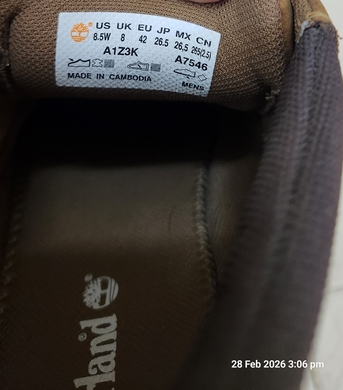 US UK EU JP MX CN
8.5W 8 42 26.5 26,5 265(2.5)
A1Z3K
A7546
MADE IN CAMBODIA
MENS
land
28 Feb 2026 3:06 pm